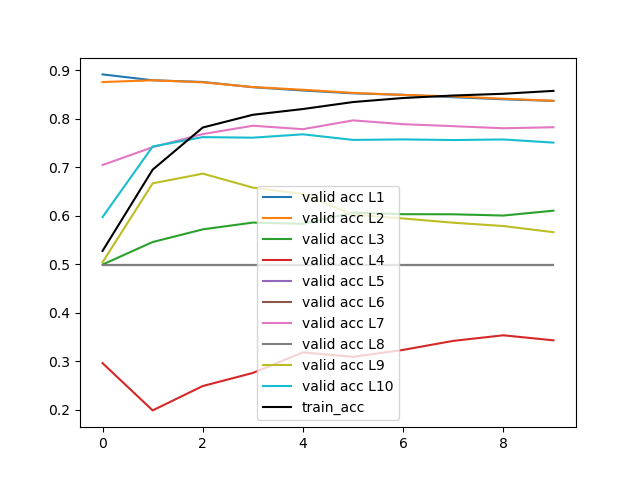 0.9
0.8
0.7
0.6
0.5
0.4
0.3
0.2
0
2
4
6
8
valid acc L1
valid acc L2
valid acc L3
valid acc L4
valid acc L5
valid acc L6
valid acc L7
valid acc L8
valid acc L9
valid acc L10
train_acc